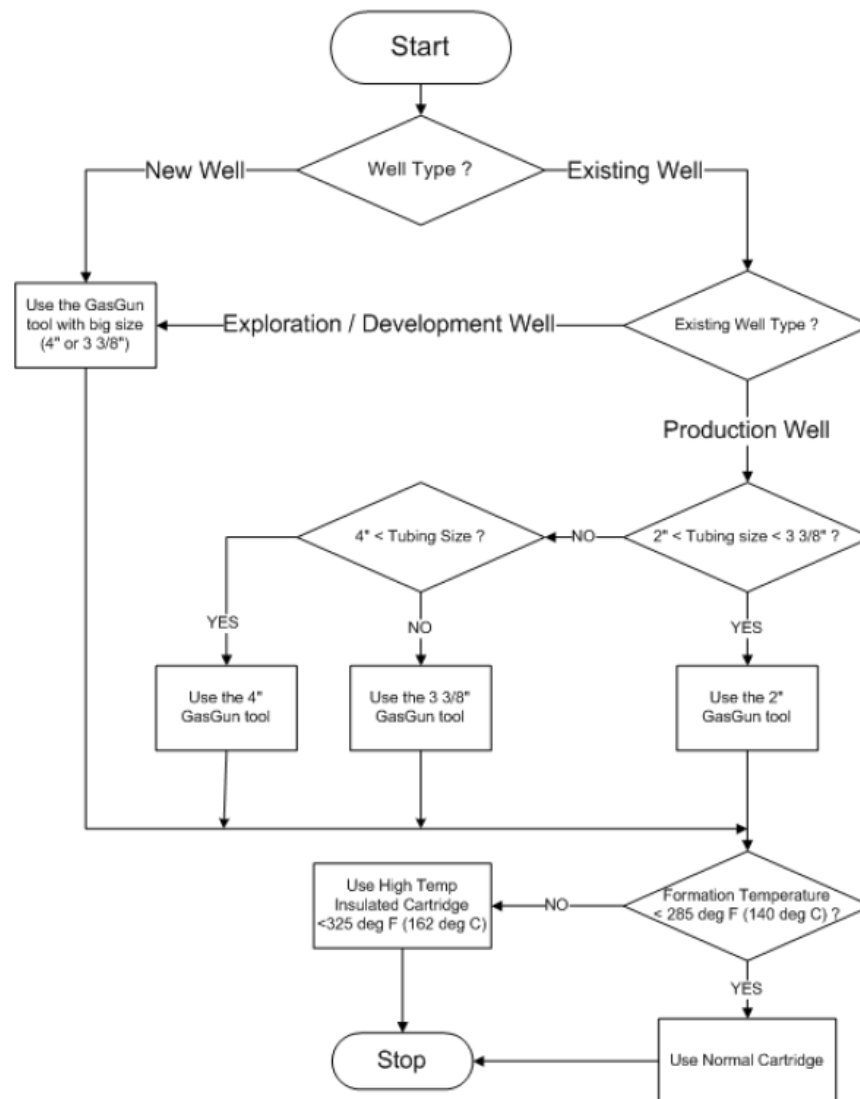 Start
Well Type ?
New Well
Existing Well
Use the GasGun
tool with big size
(4" or 3 3/8")
Exploration / Development Well
Existing Well Type ?
Production Well
4" < Tubing Size ?
NO
2" < Tubing size < 3 3/8" ?
YES
NO
YES
Use the 4"
GasGun tool
Use the 3 3/8"
GasGun tool
Use the 2"
GasGun tool
Use High Temp
Insulated Cartridge
<325 deg F (162 deg C)
NO
Formation Temperature
< 285 deg F (140 deg C) ?
YES
Stop
Use Normal Cartridge